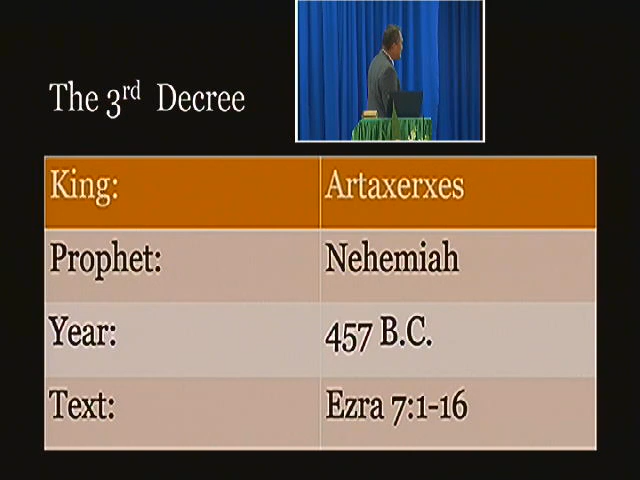 The 3rd Decree
King: Artaxerxes
Prophet: Nehemiah
Year: 457 B.C.
Text: Ezra 7:1-16